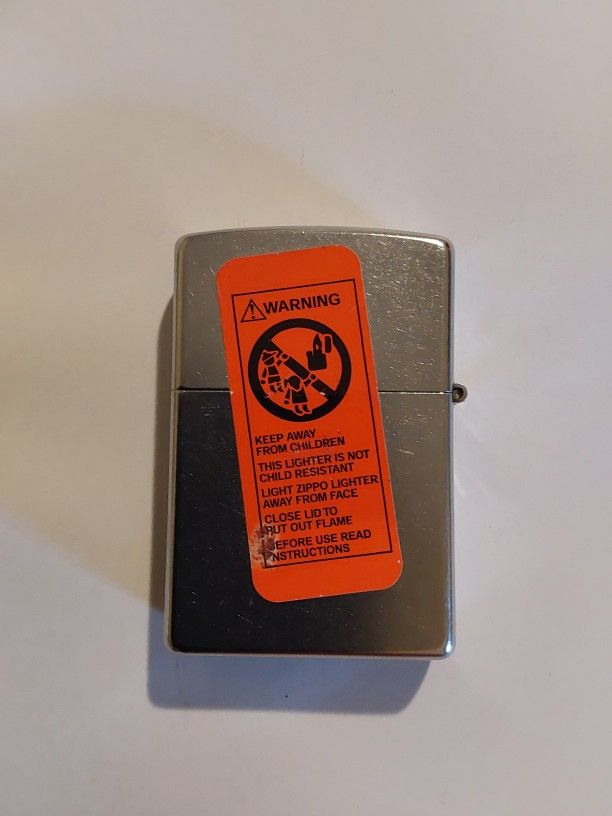 WARNING
KEEP AWAY
FROM CHILDREN
THIS LIGHTER IS NOT
CHILD RESISTANT
LIGHT ZIPPO LIGHTER
AWAY FROM FACE
CLOSE LID TO
PUT OUT FLAME
BEFORE USE READ
INSTRUCTIONS